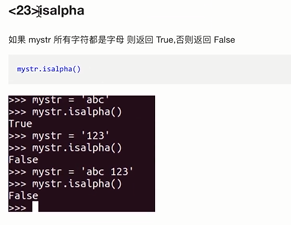 <23>isalpha
如果 mystr 所有字符都是字母 则返回 True,否则返回 False
mystr.isalpha()
>>> mystr = 'abc'
>>> mystr.isalpha()
True
>>> mystr = '123'
>>> mystr.isalpha()
False
>>> mystr = 'abc 123'
>>> mystr.isalpha()
False
>>>